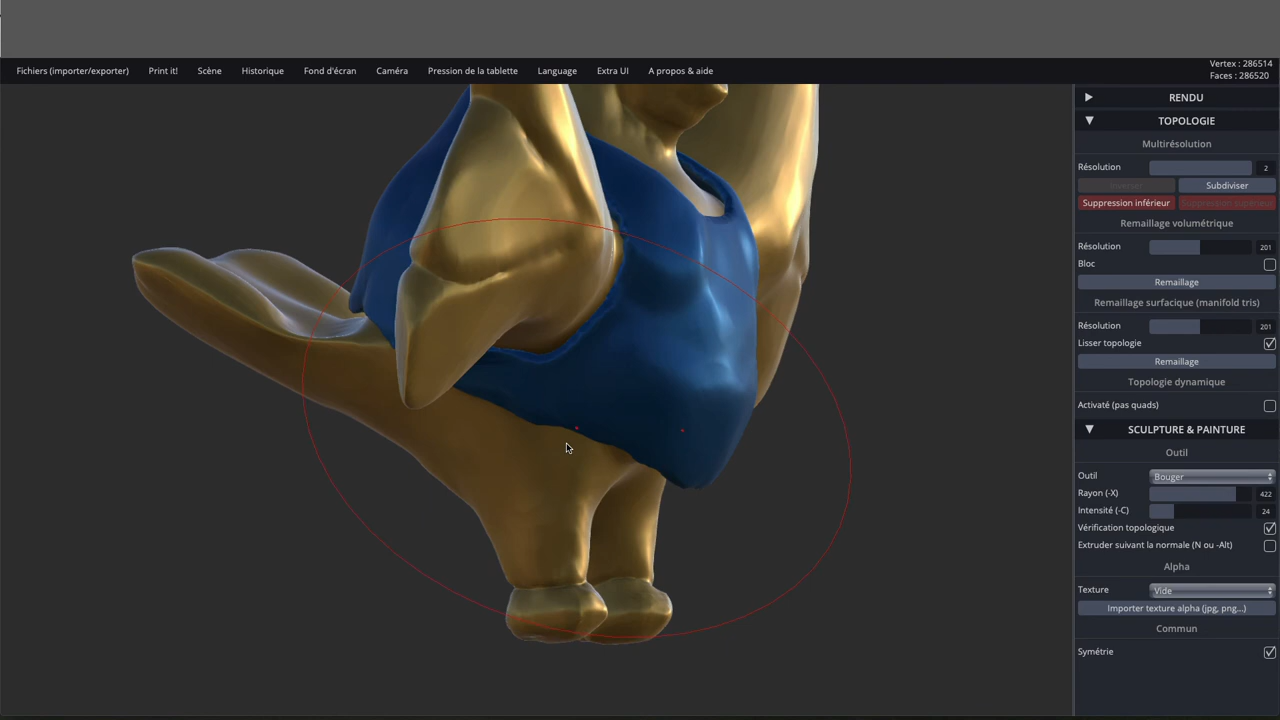 Fichiers (importer/exporter) Print it! Scène Historique Fond d'écran Caméra Pression de la tablette Language Extra UI A propos & aide
Vertex : 286514
Faces : 286520
RENDU
TOPOLOGIE
Multirésolution
Résolution 2
Inverser Subdiviser
Suppression inférieur Suppression supérieur
Remaillage volumétrique
Résolution 201
Bloc
Remaillage
Remaillage surfacique (manifold tris)
Résolution 201
Lisser topologie
Remaillage
Topologie dynamique
Activaté (pas quads)
SCULPTURE & PAINTURE
Outil
Outil Bouger
Rayon (-X) 422
Intensité (-C) 24
Vérification topologique
Extruder suivant la normale (N ou -Alt)
Alpha
Texture Vide
Importer texture alpha (jpg, png...)
Commun
Symétrie